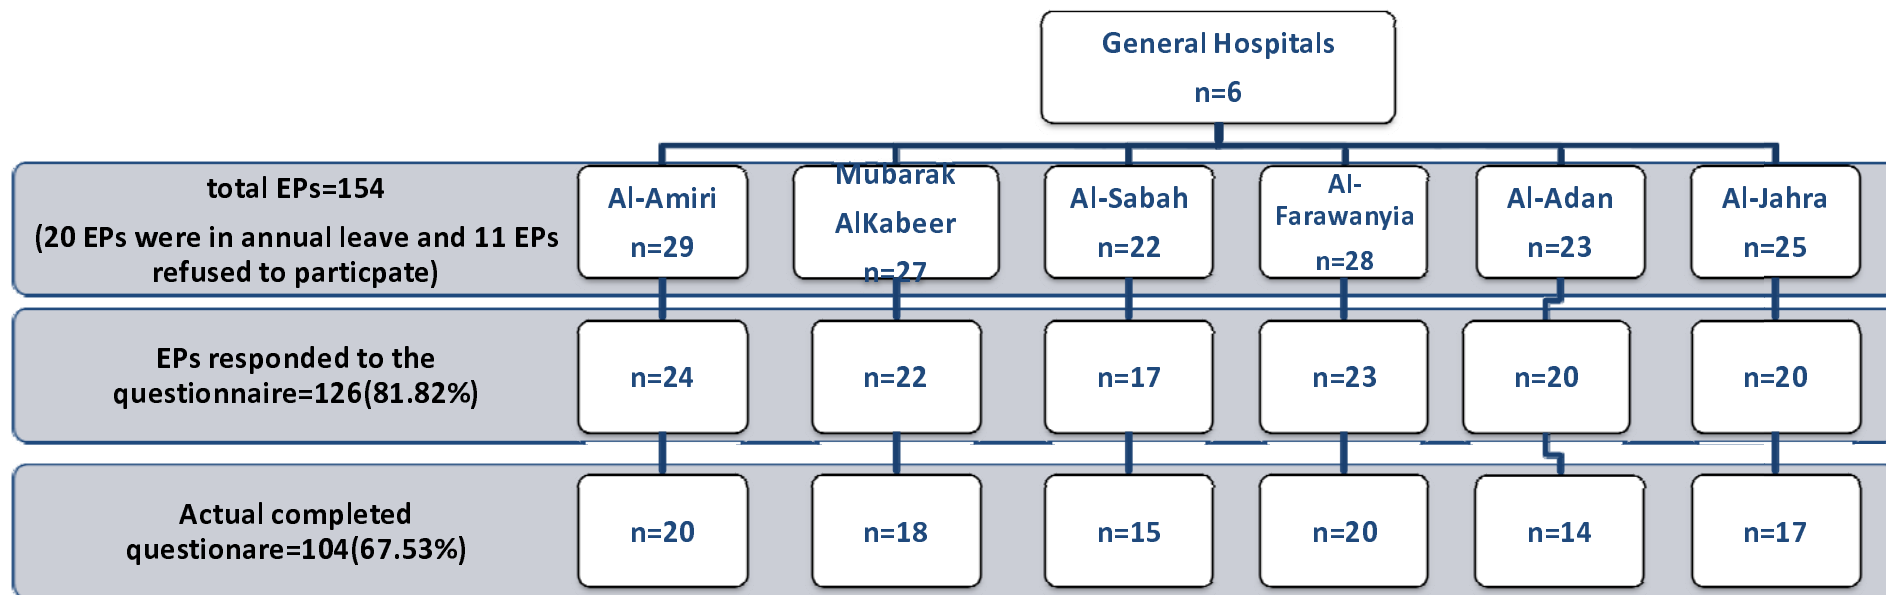 General Hospitals
n=6
total EPs=154
(20 EPs were in annual leave and 11 EPs
refused to particpate)
Al-Amiri
n=29
Mubarak
AlKabeer
n=27
Al-Sabah
n=22
Al-
Farawanyia
n=28
Al-Adan
n=23
Al-Jahra
n=25
EPs responded to the
questionnaire=126(81.82%)
n=24
n=22
n=17
n=23
n=20
n=20
Actual completed
questionare=104(67.53%)
n=20
n=18
n=15
n=20
n=14
n=17